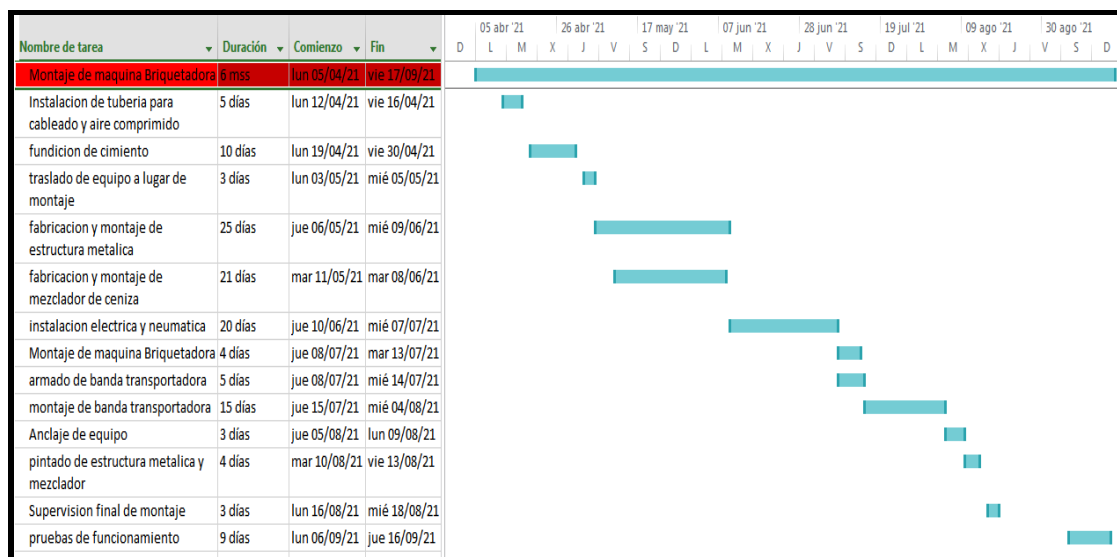 05 abr '21 26 abr '21 17 may '21 07 jun '21 28 jun '21 19 jul '21 09 ago '21 30 ago '21
Nombre de tarea Duración Comienzo Fin D L M X J V S D L M X J V S D L M X J V S D
Montaje de maquina Briquetadora 6 mss lun 05/04/21 vie 17/09/21
Instalacion de tuberia para 5 días lun 12/04/21 vie 16/04/21
cableado y aire comprimido
fundicion de cimiento 10 días lun 19/04/21 vie 30/04/21
traslado de equipo a lugar de 3 días lun 03/05/21 mié 05/05/21
montaje
fabricacion y montaje de 25 días jue 06/05/21 mié 09/06/21
estructura metalica
fabricacion y montaje de 21 días mar 11/05/21 mar 08/06/21
mezclador de ceniza
instalacion electrica y neumatica 20 días jue 10/06/21 mié 07/07/21
Montaje de maquina Briquetadora 4 días jue 08/07/21 mar 13/07/21
armado de banda transportadora 5 días jue 08/07/21 mié 14/07/21
montaje de banda transportadora 15 días jue 15/07/21 mié 04/08/21
Anclaje de equipo 3 días jue 05/08/21 lun 09/08/21
pintado de estructura metalica y 4 días mar 10/08/21 vie 13/08/21
mezclador
Supervision final de montaje 3 días lun 16/08/21 mié 18/08/21
pruebas de funcionamiento 9 días lun 06/09/21 jue 16/09/21